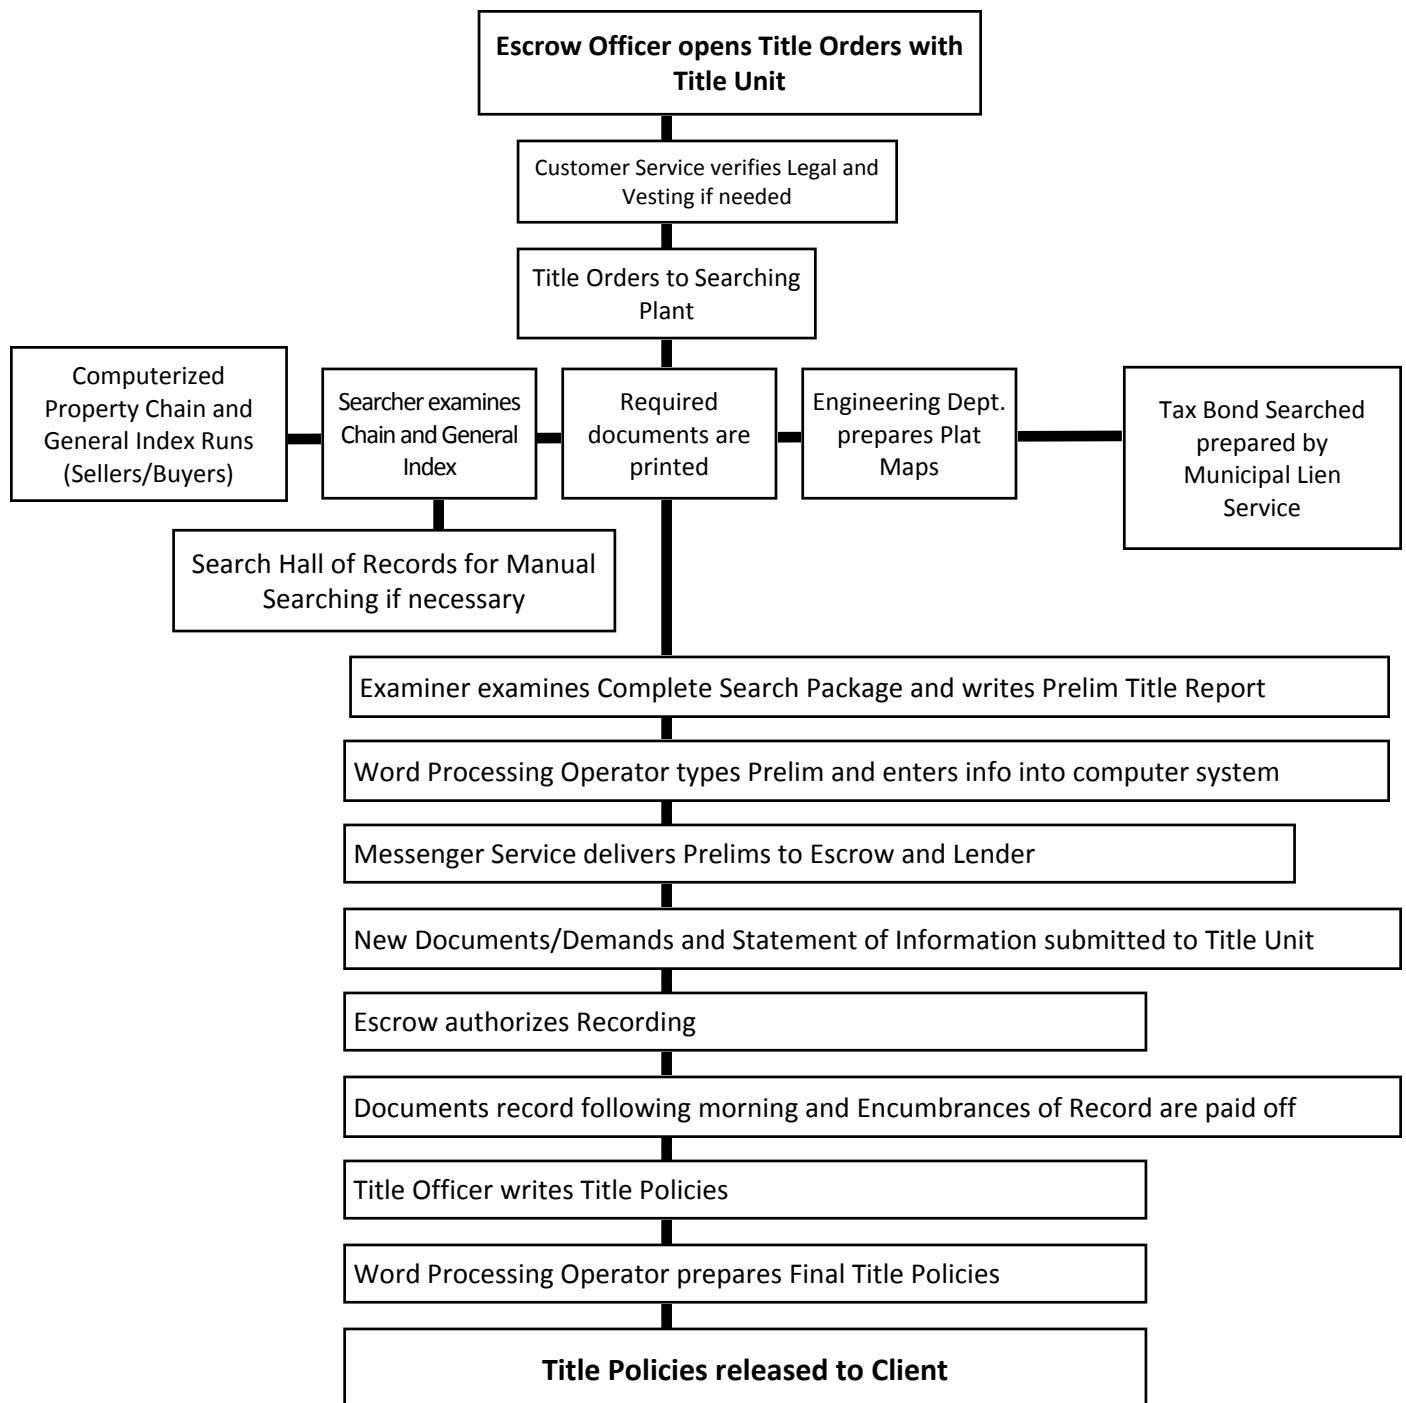 Escrow Officer opens Title Orders with
Title Unit
Customer Service verifies Legal and
Vesting if needed
Title Orders to Searching
Plant
Computerized
Property Chain and
General Index Runs
(Sellers/Buyers)
Searcher examines
Chain and General
Index
Required
documents are
printed
Engineering Dept.
prepares Plat
Maps
Tax Bond Searched
prepared by
Municipal Lien
Service
Search Hall of Records for Manual
Searching if necessary
Examiner examines Complete Search Package and writes Prelim Title Report
Word Processing Operator types Prelim and enters info into computer system
Messenger Service delivers Prelims to Escrow and Lender
New Documents/Demands and Statement of Information submitted to Title Unit
Escrow authorizes Recording
Documents record following morning and Encumbrances of Record are paid off
Title Officer writes Title Policies
Word Processing Operator prepares Final Title Policies
Title Policies released to Client